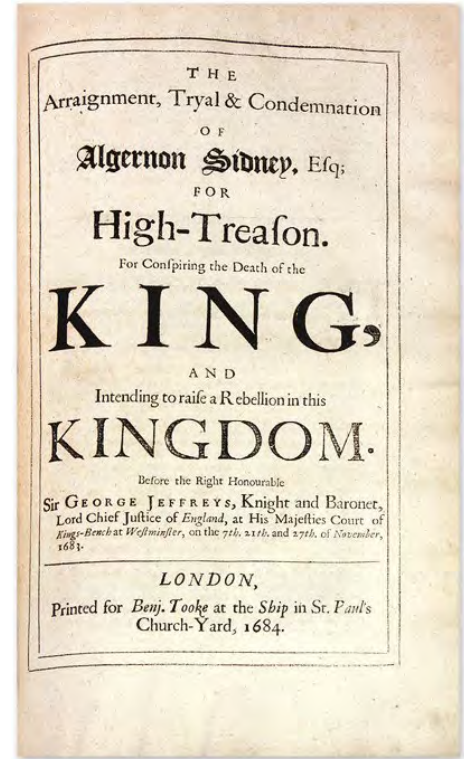 THE
Arraignment, Tryal & Condemnation
OF
Algernon Sidney, Eſq;
FOR
High-Treaſon.
For Conſpiring the Death of the
KING,
AND
Intending to raiſe a Rebellion in this
KINGDOM.
Before the Right Honourable
Sir GEORGE JEFFREYS, Knight and Baronet,
Lord Chief Juſtice of England, at His Majeſties Court of
Kings-Bench at Weſtminſter, on the 7th. 21th. and 27th. of November,
1683.
LONDON,
Printed for Benj. Tooke at the Ship in St. Paul's
Church-Yard, 1684.